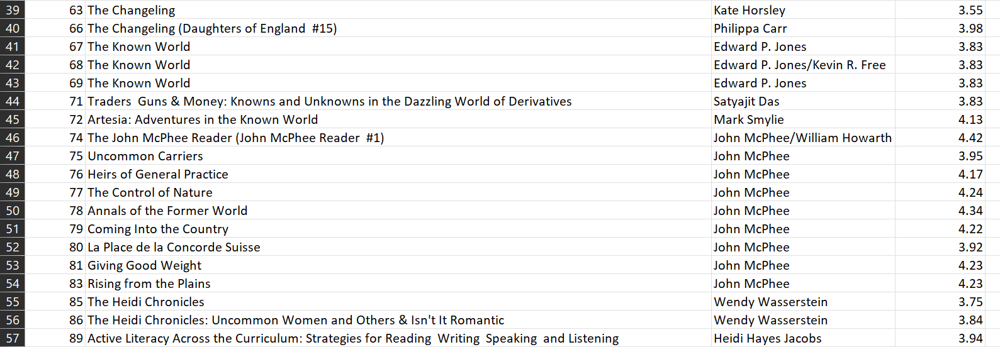 39 63 The Changeling Kate Horsley 3.55
40 66 The Changeling (Daughters of England  #15) Philippa Carr 3.98
41 67 The Known World Edward P. Jones 3.83
42 68 The Known World Edward P. Jones/Kevin R. Free 3.83
43 69 The Known World Edward P. Jones 3.83
44 71 Traders  Guns & Money: Knowns and Unknowns in the Dazzling World of Derivatives Satyajit Das 3.83
45 72 Artesia: Adventures in the Known World Mark Smylie 4.13
46 74 The John McPhee Reader (John McPhee Reader  #1) John McPhee/William Howarth 4.42
47 75 Uncommon Carriers John McPhee 3.95
48 76 Heirs of General Practice John McPhee 4.17
49 77 The Control of Nature John McPhee 4.24
50 78 Annals of the Former World John McPhee 4.34
51 79 Coming Into the Country John McPhee 4.22
52 80 La Place de la Concorde Suisse John McPhee 3.92
53 81 Giving Good Weight John McPhee 4.23
54 83 Rising from the Plains John McPhee 4.23
55 85 The Heidi Chronicles Wendy Wasserstein 3.75
56 86 The Heidi Chronicles: Uncommon Women and Others & Isn't It Romantic Wendy Wasserstein 3.84
57 89 Active Literacy Across the Curriculum: Strategies for Reading  Writing  Speaking  and Listening Heidi Hayes Jacobs 3.94